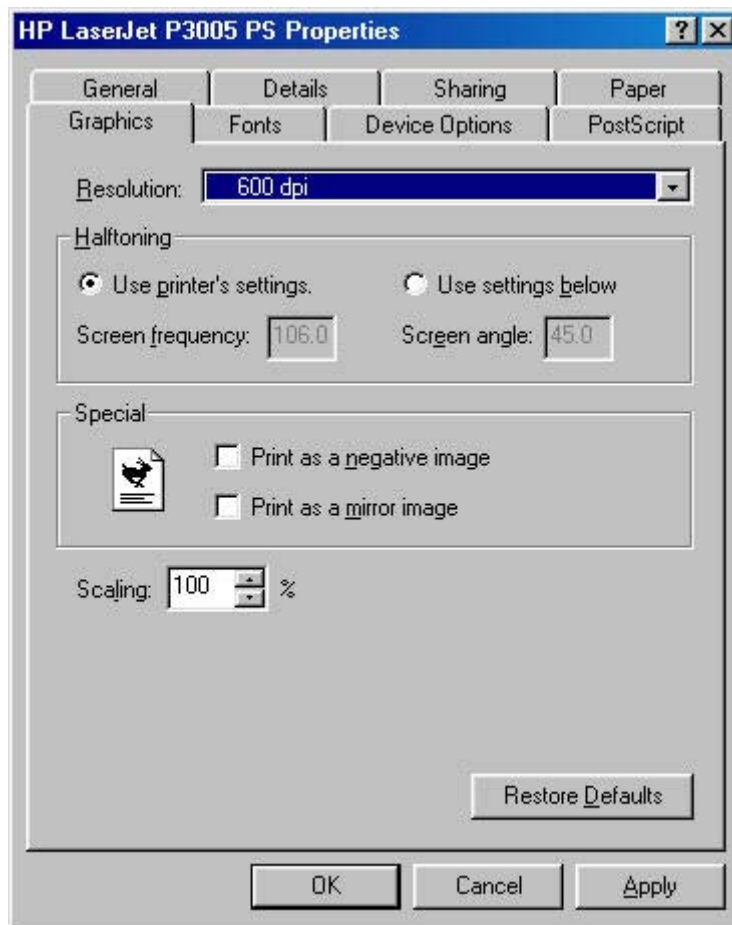 HP LaserJet P3005 PS Properties
General Details Sharing Paper
Graphics Fonts Device Options PostScript
Resolution: 600 dpi
Halftoning
Use printer's settings. Use settings below
Screen frequency: 106.0 Screen angle: 45.0
Special
Print as a negative image
Print as a mirror image
Scaling: 100 %
Restore Defaults
OK Cancel Apply